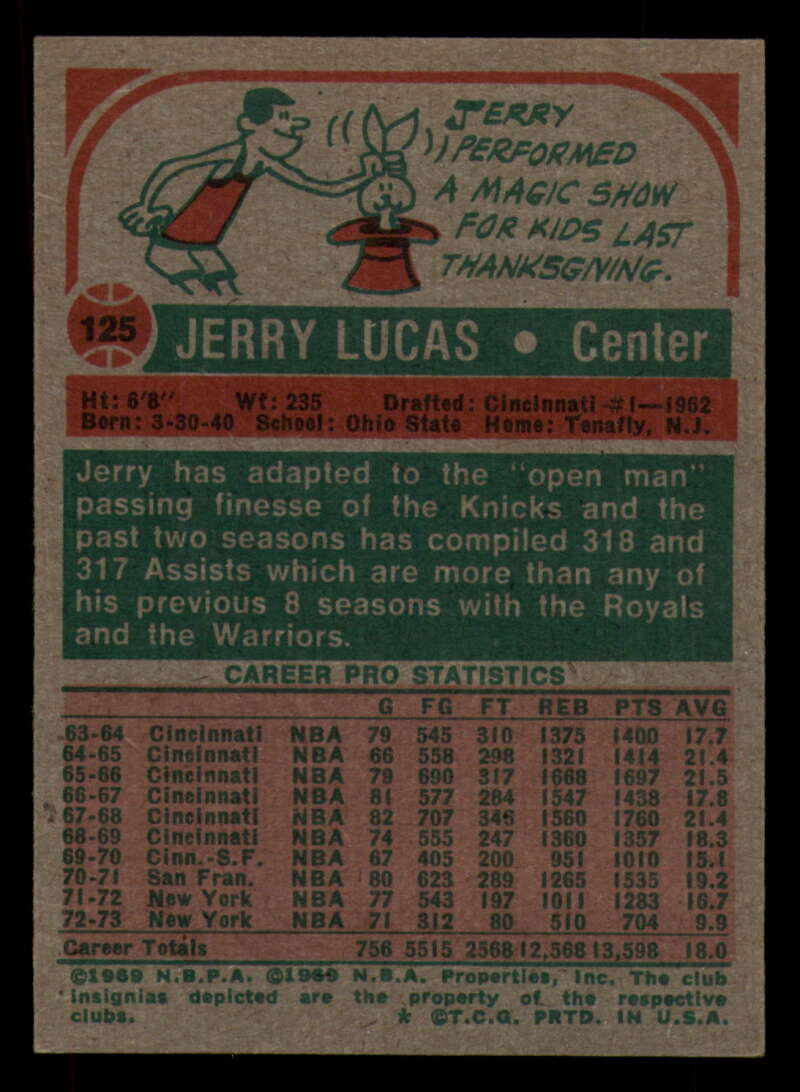 JERRY
PERFORMED
A MAGIC SHOW
FOR KIDS LAST
THANKSGIVING.
125 JERRY LUCAS • Center
Ht: 6'8" Wt: 235 Drafted: Cincinnati #1—1962
Born: 3-30-40 School: Ohio State Home: Tenafly, N.J.
Jerry has adapted to the "open man"
passing finesse of the Knicks and the
past two seasons has compiled 318 and
317 Assists which are more than any of
his previous 8 seasons with the Royals
and the Warriors.
CAREER PRO STATISTICS
G FG FT REB PTS AVG
63-64 Cincinnati NBA 79 545 310 1375 1400 17.7
64-65 Cincinnati NBA 66 558 298 1321 1414 21.4
65-66 Cincinnati NBA 79 690 317 1668 1697 21.5
66-67 Cincinnati NBA 81 577 284 1547 1438 17.8
67-68 Cincinnati NBA 82 707 346 1560 1760 21.4
68-69 Cincinnati NBA 74 555 247 1360 1357 18.3
69-70 Cinn.-S.F. NBA 67 405 200 951 1010 15.1
70-71 San Fran. NBA 80 623 289 1265 1535 19.2
71-72 New York NBA 77 543 197 1011 1283 16.7
72-73 New York NBA 71 312 80 510 704 9.9
Career Totals 756 5515 2568 12,568 13,598 18.0
©1969 N.B.P.A. ©1969 N.B.A. Properties, Inc. The club
insignias depicted are the property of the respective
clubs. * ©T.C.G. PRTD. IN U.S.A.